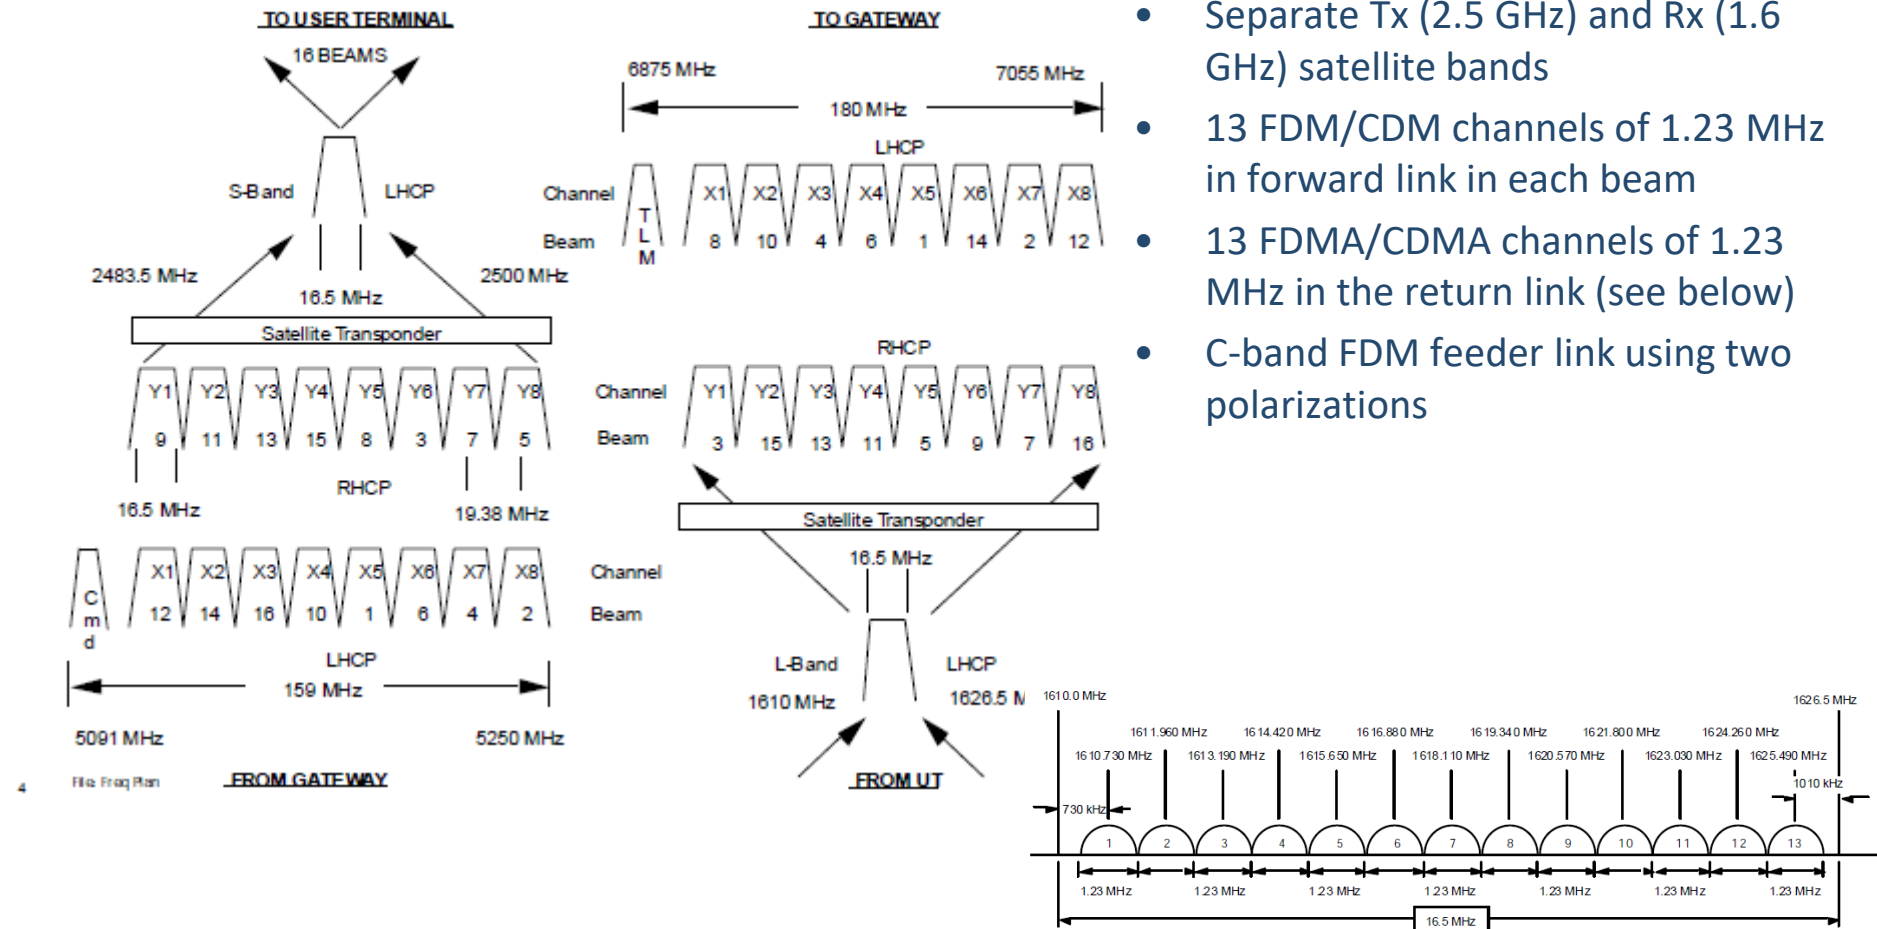 TO USER TERMINAL
16 BEAMS
S-Band
LHCP
2483.5 MHz
2500 MHz
16.5 MHz
Satellite Transponder
Y1 Y2 Y3 Y4 Y5 Y6 Y7 Y8
Channel
9 11 13 15 8 3 7 5
Beam
RHCP
16.5 MHz
19.38 MHz
X1 X2 X3 X4 X5 X6 X7 X8
Channel
Cmd
12 14 16 10 1 6 4 2
Beam
LHCP
159 MHz
5091 MHz
5250 MHz
4
File: Freq Plan
FROM GATEWAY
TO GATEWAY
6875 MHz
7055 MHz
180 MHz
LHCP
Channel
TLM
X1 X2 X3 X4 X5 X6 X7 X8
Beam
8 10 4 6 1 14 2 12
RHCP
Y1 Y2 Y3 Y4 Y5 Y6 Y7 Y8
3 15 13 11 5 9 7 16
Satellite Transponder
16.5 MHz
L-Band
LHCP
1610 MHz
1626.5 M
FROM UT
• Separate Tx (2.5 GHz) and Rx (1.6
GHz) satellite bands
• 13 FDM/CDM channels of 1.23 MHz
in forward link in each beam
• 13 FDMA/CDMA channels of 1.23
MHz in the return link (see below)
• C-band FDM feeder link using two
polarizations
1610.0 MHz
1626.5 MHz
1611.960 MHz 1614.420 MHz 1616.880 MHz 1619.340 MHz 1621.800 MHz 1624.260 MHz
1610.730 MHz 1613.190 MHz 1615.650 MHz 1618.110 MHz 1620.570 MHz 1623.030 MHz 1625.490 MHz
1010 kHz
730 kHz
1 2 3 4 5 6 7 8 9 10 11 12 13
1.23 MHz 1.23 MHz 1.23 MHz 1.23 MHz 1.23 MHz 1.23 MHz 1.23 MHz
16.5 MHz